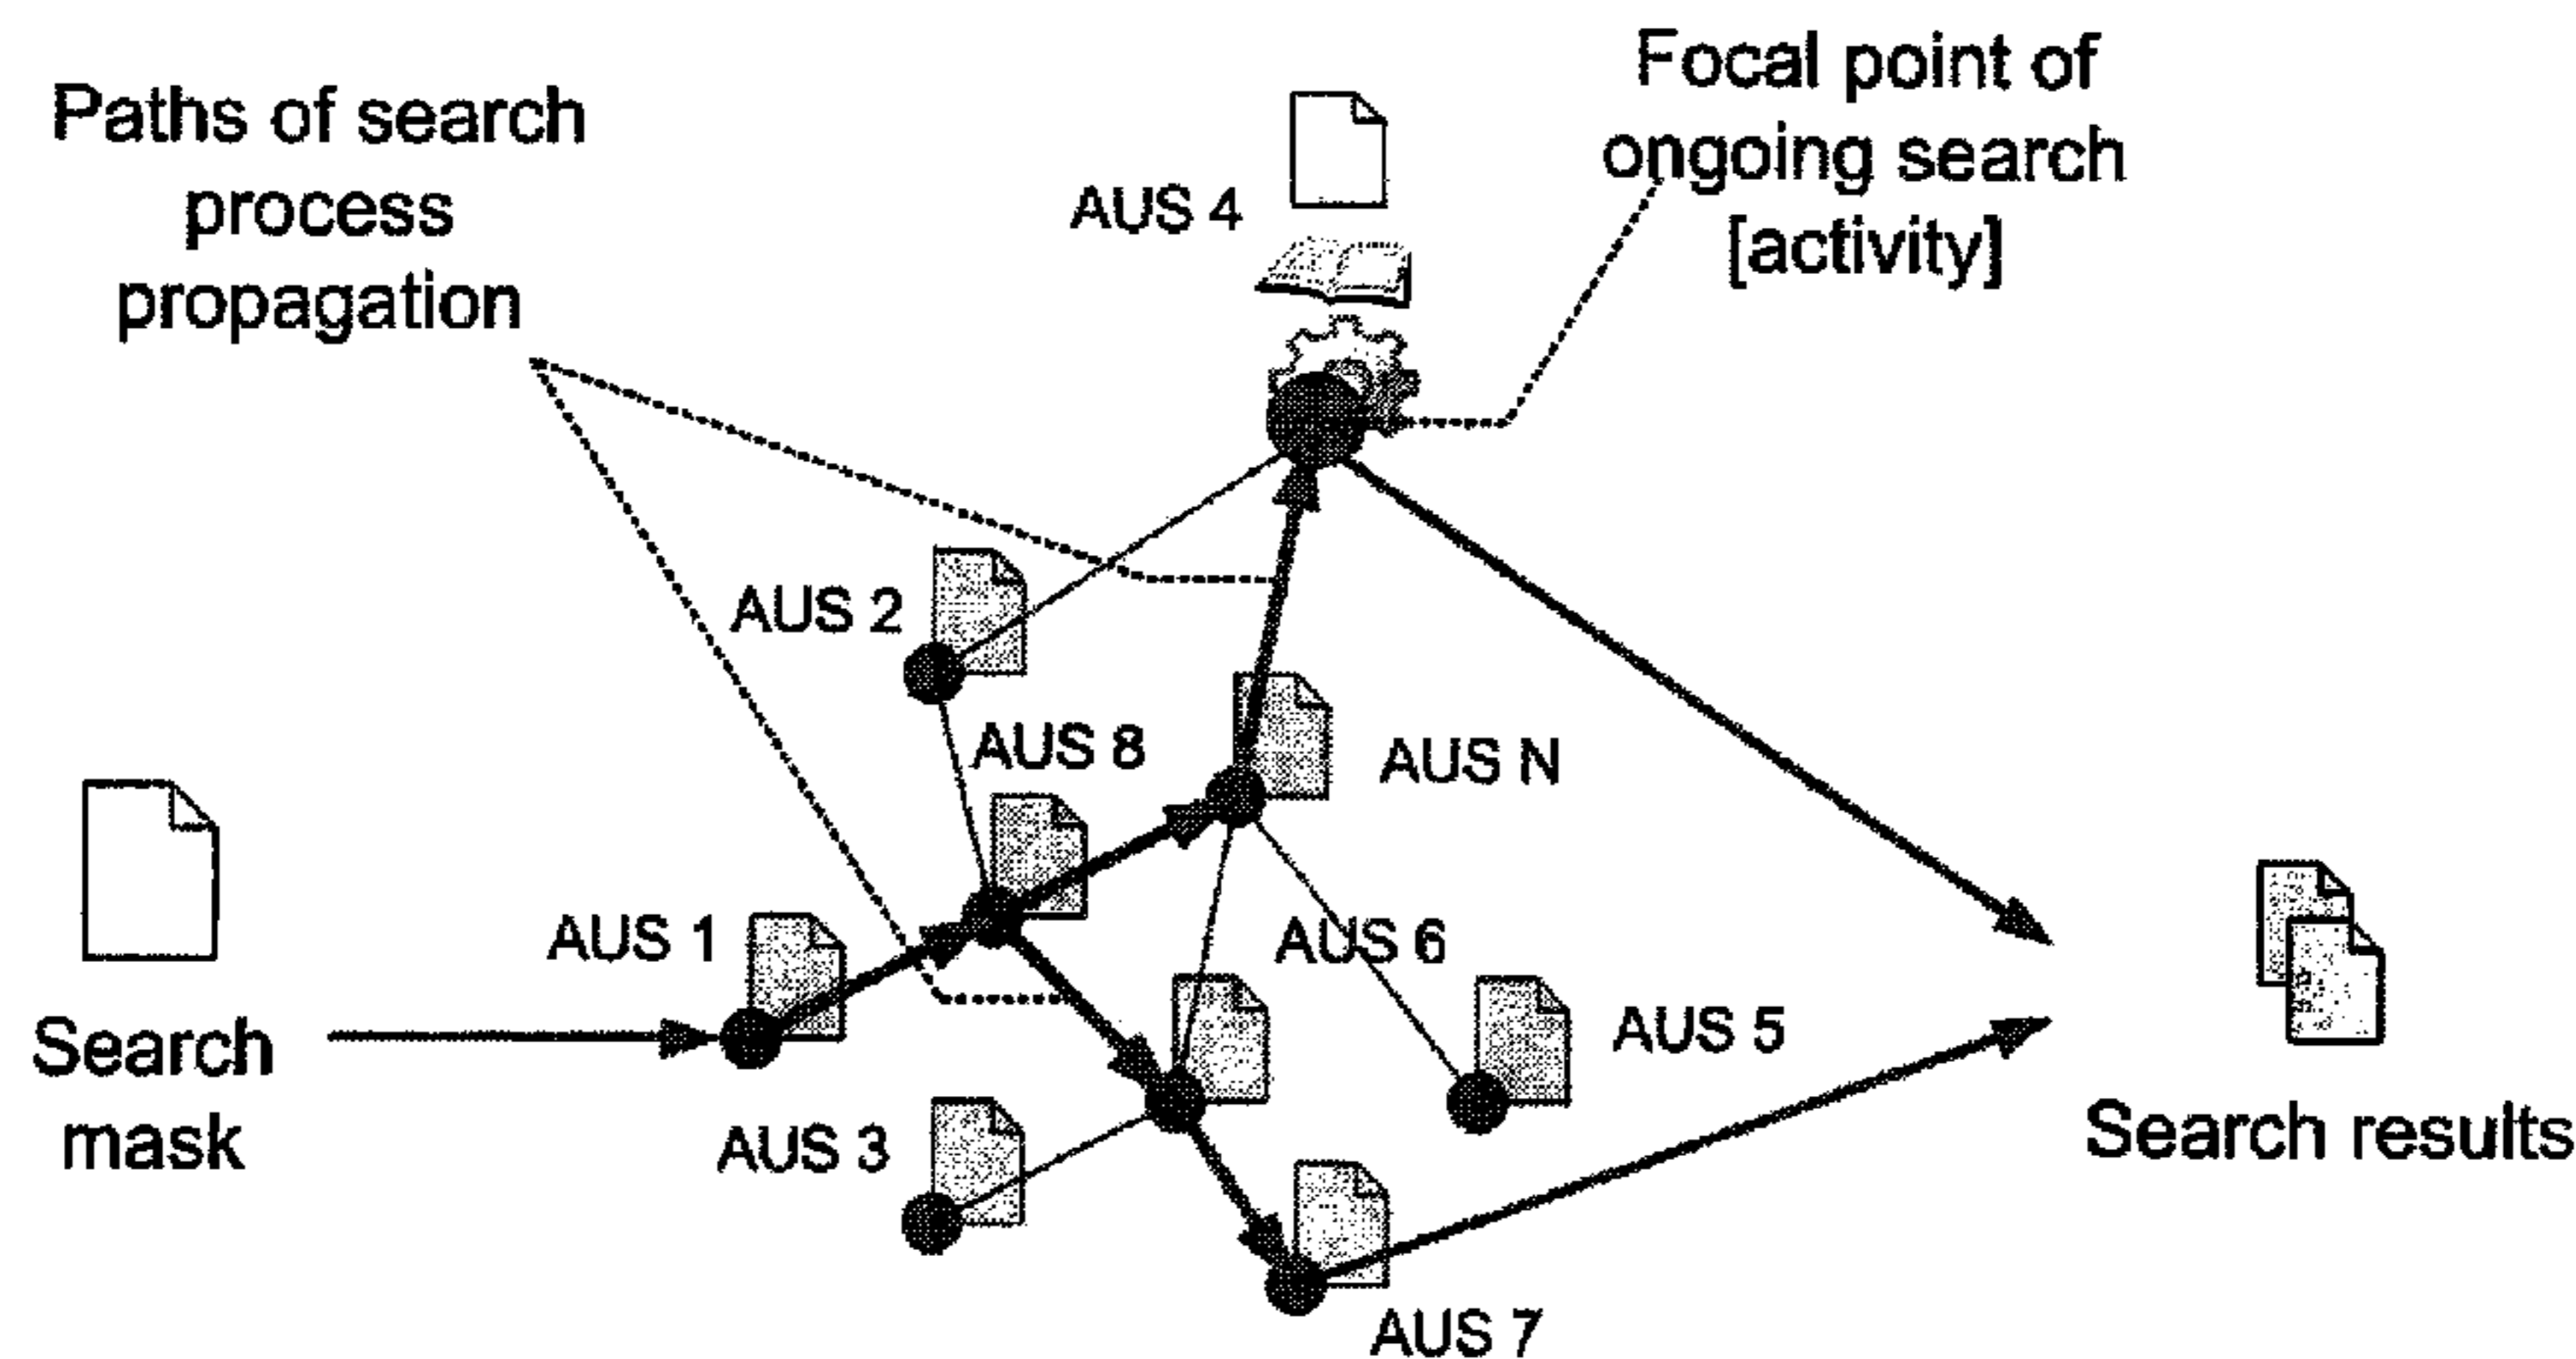 Paths of search
process
propagation
Focal point of
ongoing search
[activity]
AUS 4
AUS 2
AUS 8
AUS N
AUS 1
AUS 6
AUS 5
Search
mask
AUS 3
Search results
AUS 7